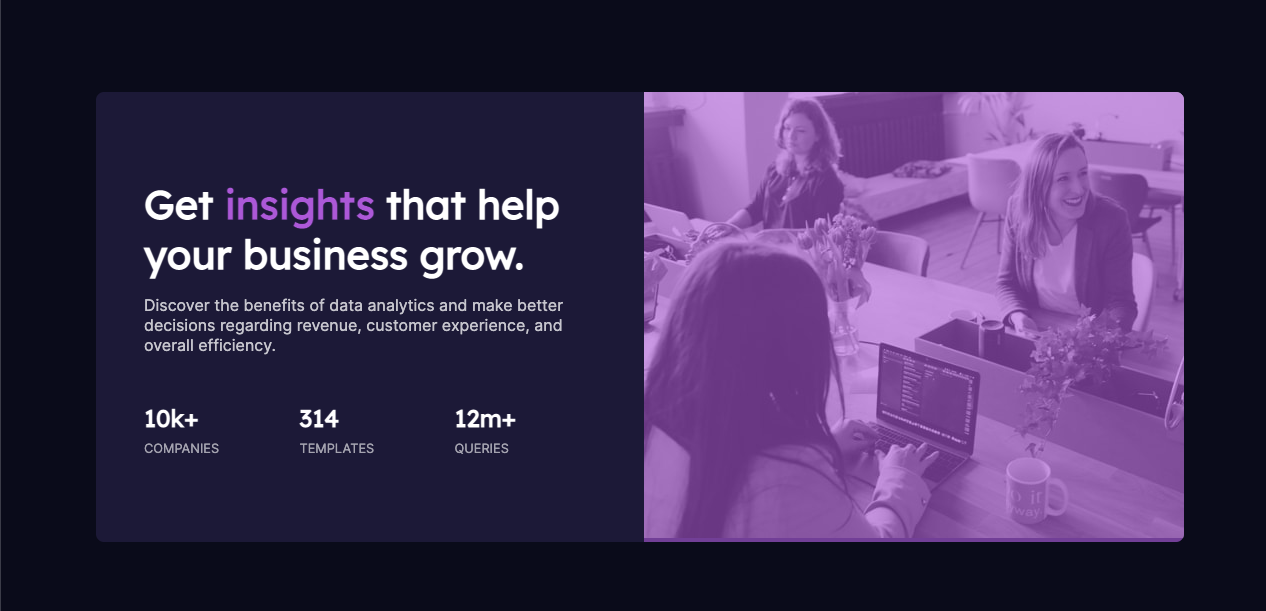 Get insights that help
your business grow.
Discover the benefits of data analytics and make better
decisions regarding revenue, customer experience, and
overall efficiency.
10k+ 314 12m+
COMPANIES TEMPLATES QUERIES